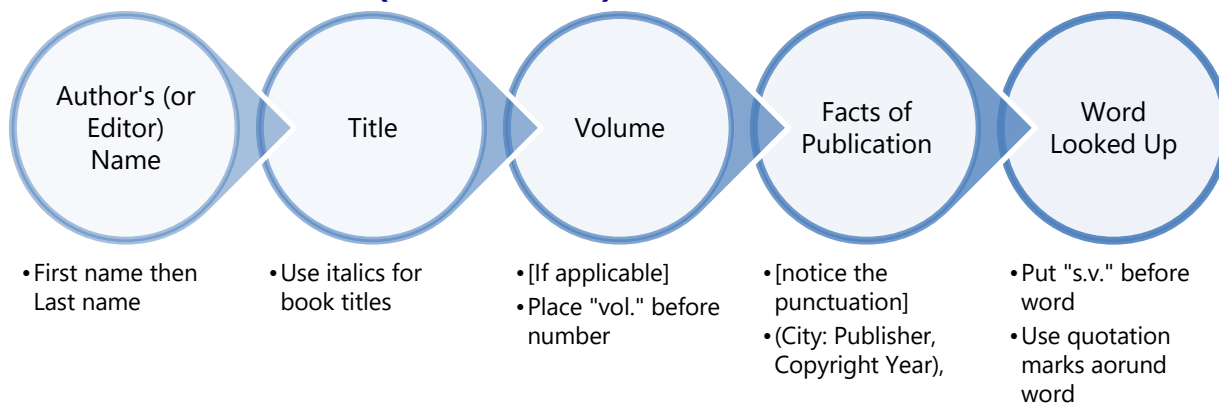 Author's (or
Editor)
Name
Title
Volume
Facts of
Publication
Word
Looked Up
•First name then
Last name
•Use italics for
book titles
•[If applicable]
•Place "vol." before
number
•[notice the
punctuation]
•(City: Publisher,
Copyright Year),
•Put "s.v." before
word
•Use quotation
marks aorund
word